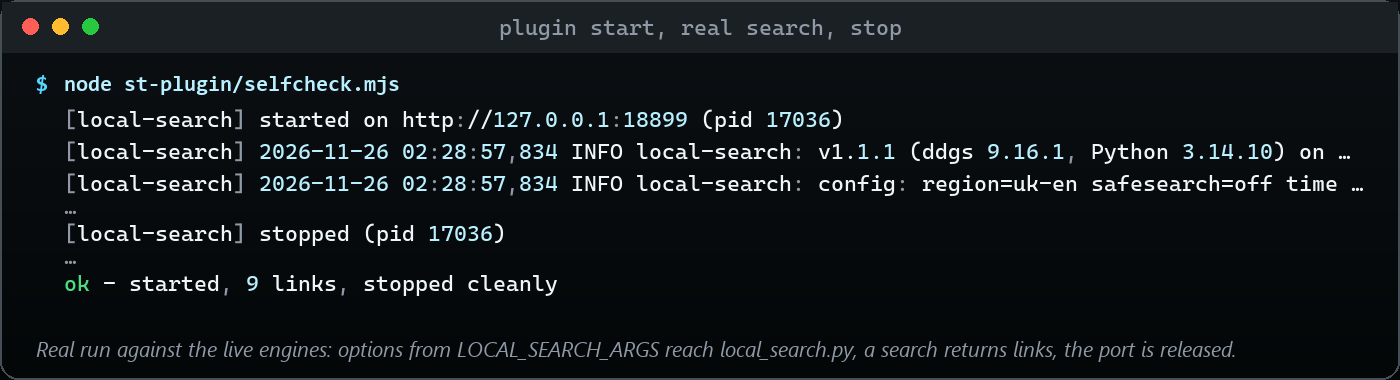 plugin start, real search, stop
$ node st-plugin/selfcheck.mjs
[local-search] started on http://127.0.0.1:18899 (pid 17036)
[local-search] 2026-11-26 02:28:57,834 INFO local-search: v1.1.1 (ddgs 9.16.1, Python 3.14.10) on …
[local-search] 2026-11-26 02:28:57,834 INFO local-search: config: region=uk-en safesearch=off time …
…
[local-search] stopped (pid 17036)
…
ok - started, 9 links, stopped cleanly
Real run against the live engines: options from LOCAL_SEARCH_ARGS reach local_search.py, a search returns links, the port is released.